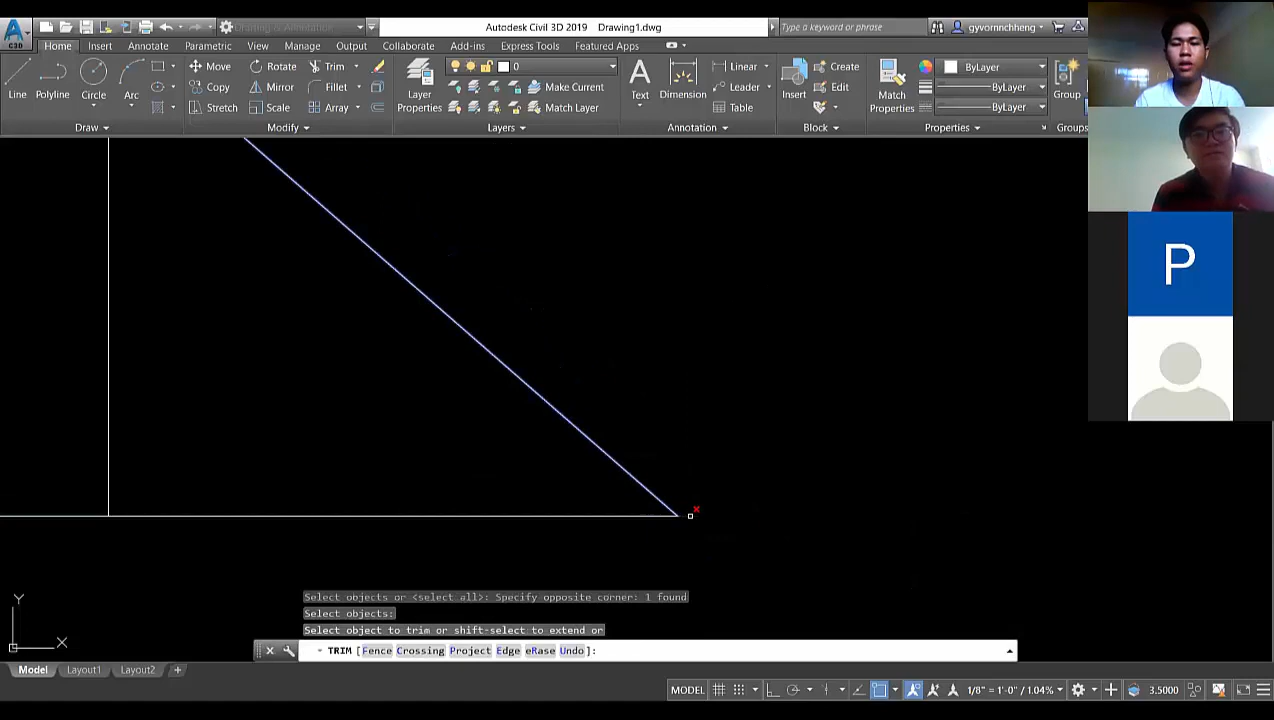 A C3D
Drafting & Annotation
Autodesk Civil 3D 2019 Drawing1.dwg
Type a keyword or phrase
gyvornnchheng
Home Insert Annotate Parametric View Manage Output Collaborate Add-ins Express Tools Featured Apps
Move Rotate Trim
0
Linear
Create
ByLayer
Copy Mirror Fillet
Make Current
Leader
Edit
ByLayer
Line Polyline Circle Arc
Stretch Scale Array
Layer Properties
Match Layer
Text Dimension
Table
Insert
Match Properties
ByLayer
Group
Draw Modify Layers Annotation Block Properties Groups
P
Select objects or <select all>: Specify opposite corner: 1 found
Select objects:
Select object to trim or shift-select to extend or
TRIM [Fence Crossing Project Edge eRase Undo]:
Y
X
Model Layout1 Layout2 +
MODEL 1/8" = 1'-0" / 1.04% 3.5000